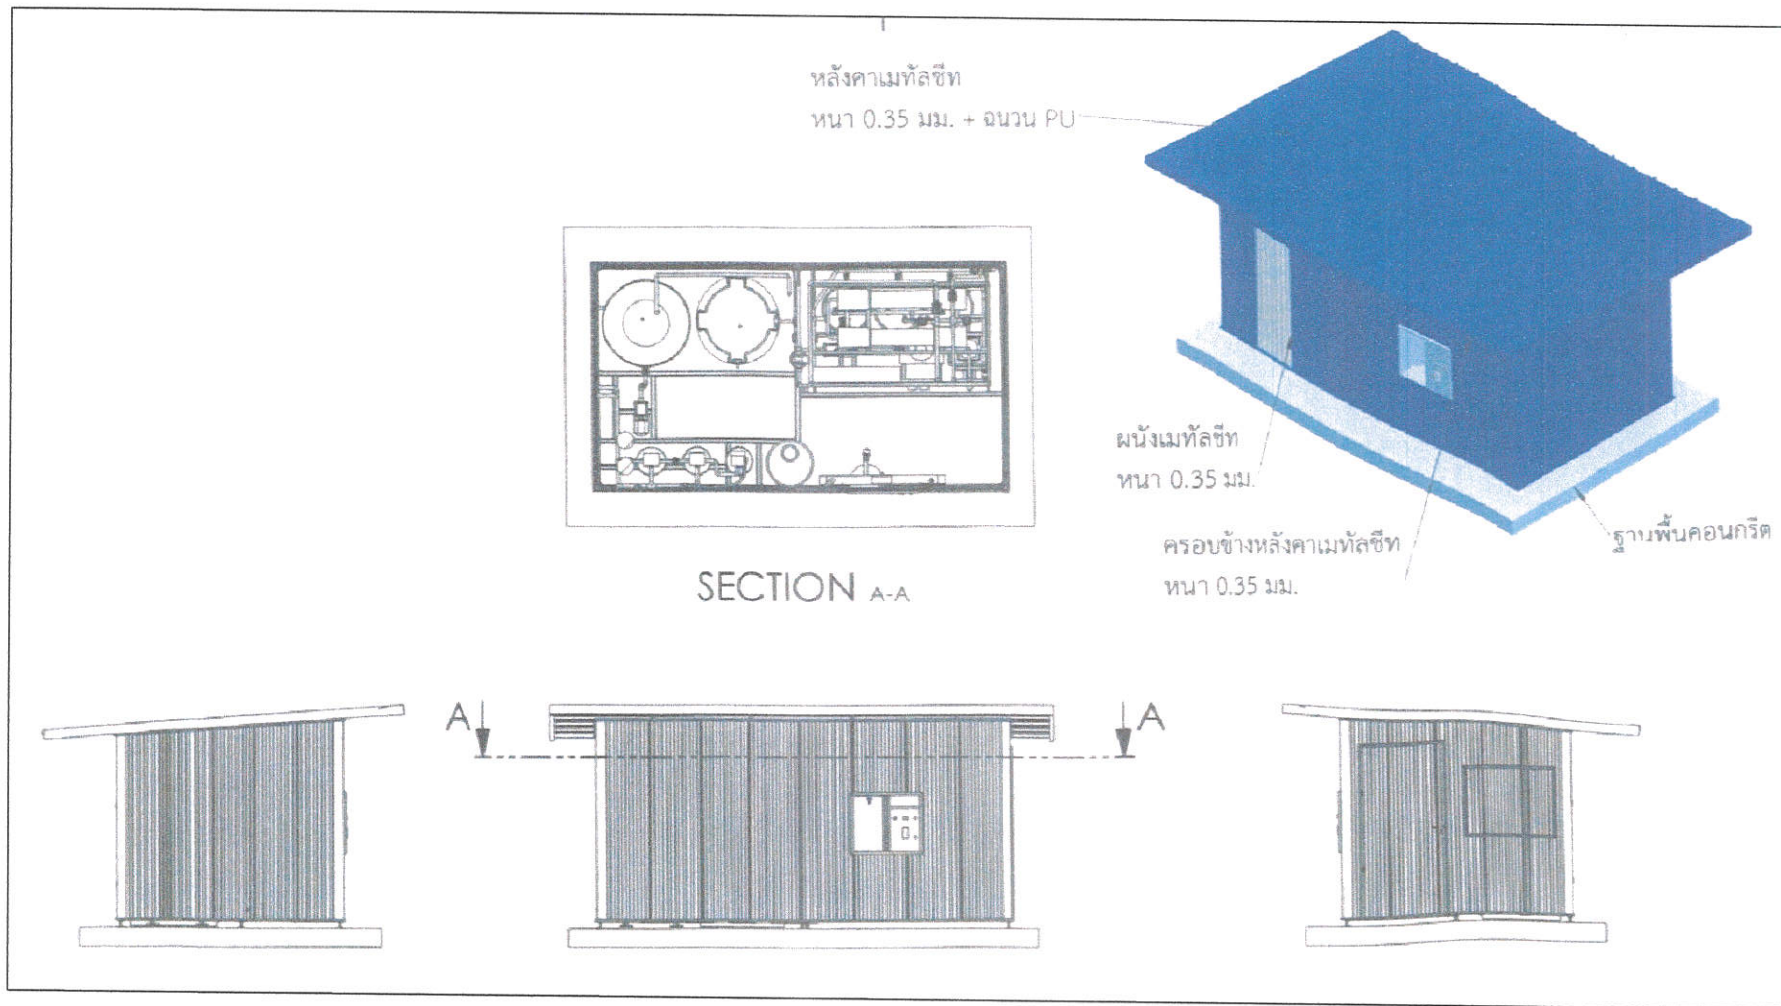 หลังคาเมทัลชีท
หนา 0.35 มม. + ฉนวน PU
ผนังเมทัลชีท
หนา 0.35 มม.
ครอบข้างหลังคาเมทัลชีท
หนา 0.35 มม.
ฐานพื้นคอนกรีต
SECTION A-A
A
A